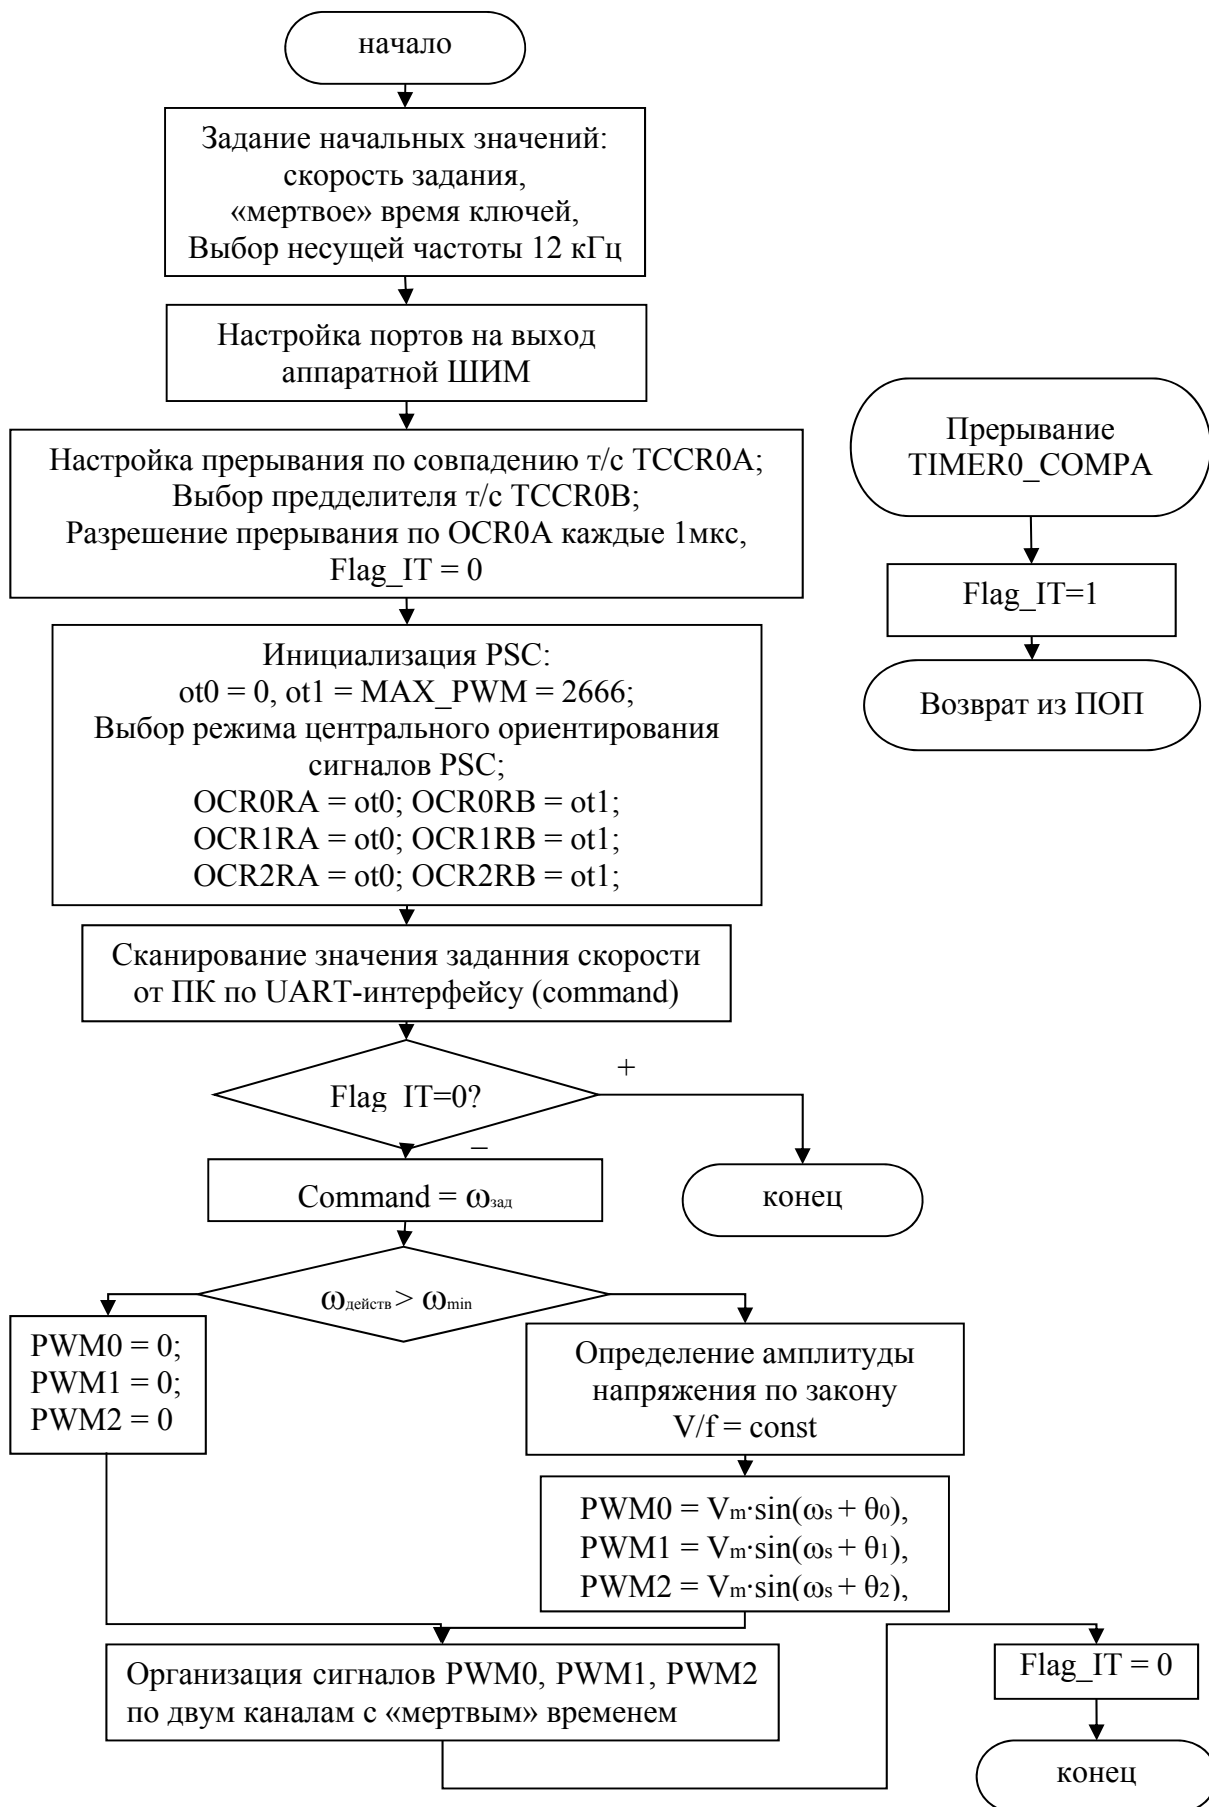 начало
Задание начальных значений:
скорость задания,
«мертвое» время ключей,
Выбор несущей частоты 12 кГц
Настройка портов на выход
аппаратной ШИМ
Настройка прерывания по совпадению т/с TCCR0A;
Выбор предделителя т/с TCCR0B;
Разрешение прерывания по OCR0A каждые 1мкс,
Flag_IT = 0
Прерывание
TIMER0_COMPA
Flag_IT=1
Возврат из ПОП
Инициализация PSC:
ot0 = 0, ot1 = MAX_PWM = 2666;
Выбор режима центрального ориентирования
сигналов PSC;
OCR0RA = ot0; OCR0RB = ot1;
OCR1RA = ot0; OCR1RB = ot1;
OCR2RA = ot0; OCR2RB = ot1;
Сканирование значения заданния скорости
от ПК по UART-интерфейсу (command)
Flag_IT=0?
+
–
конец
Command = ωзад
ωдейств > ωmin
PWM0 = 0;
PWM1 = 0;
PWM2 = 0
Определение амплитуды
напряжения по закону
V/f = const
PWM0 = Vm·sin(ωs + θ0),
PWM1 = Vm·sin(ωs + θ1),
PWM2 = Vm·sin(ωs + θ2),
Организация сигналов PWM0, PWM1, PWM2
по двум каналам с «мертвым» временем
Flag_IT = 0
конец